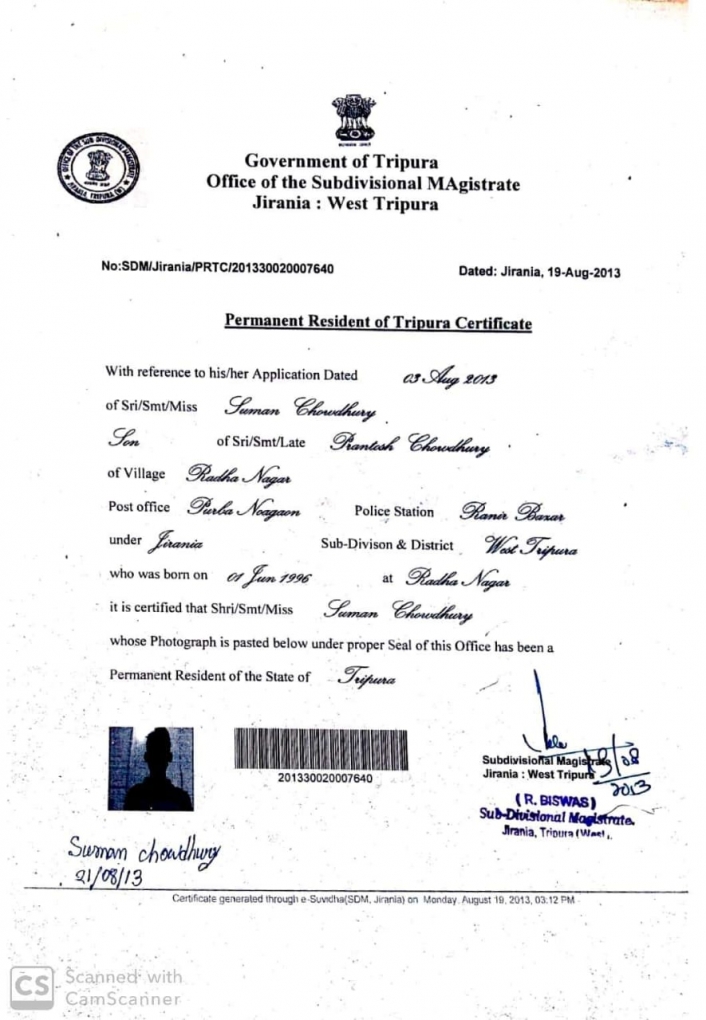 Government of Tripura
Office of the Subdivisional MAgistrate
Jirania : West Tripura
No:SDM/Jirania/PRTC/201330020007640
Dated: Jirania, 19-Aug-2013
Permanent Resident of Tripura Certificate
With reference to his/her Application Dated 03 Aug 2013
of Sri/Smt/Miss Suman Chowdhury
Son of Sri/Smt/Late Prantosh Chowdhury
of Village Radha Nagar
Post office Purba Noagaon Police Station Ranir Bazar
under Jirania Sub-Divison & District West Tripura
who was born on 01 Jun 1996 at Radha Nagar
it is certified that Shri/Smt/Miss Suman Chowdhury
whose Photograph is pasted below under proper Seal of this Office has been a
Permanent Resident of the State of Tripura
201330020007640
Subdivisional Magistrate
Jirania : West Tripura
19/08
2013
(R. BISWAS)
Sub-Divisional Magistrate.
Jirania, Tripura (West).
Suman chowdhury
21/08/13
Certificate generated through e-Suvidha(SDM, Jirania) on Monday, August 19, 2013, 03:12 PM
CS Scanned with
CamScanner